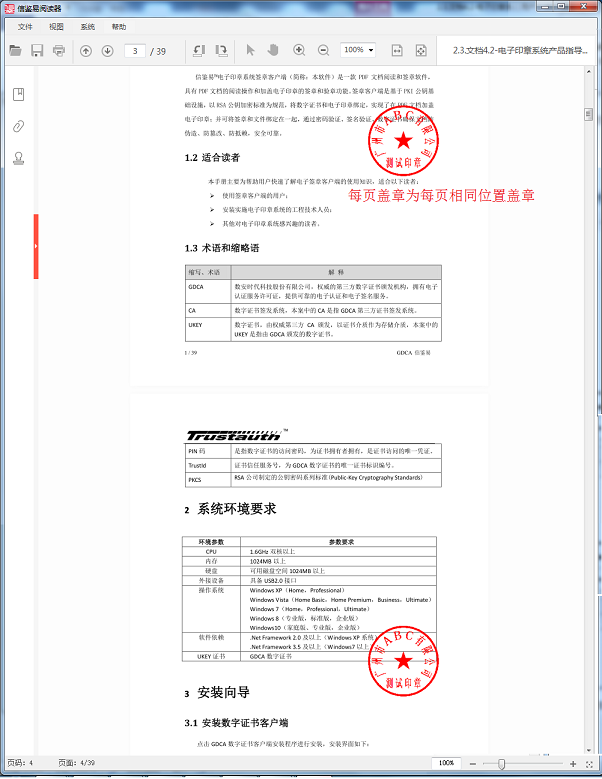 信鉴易阅读器
文件 视图 系统 帮助
3 / 39
100%
2.3.文档4.2-电子印章系统产品指导...
信鉴易®电子印章系统签章客户端（简称：本软件）是一款 PDF 文档阅读和签章软件，
具有 PDF 文档的阅读操作和加盖电子印章的签章和验章功能。签章客户端是基于 PKI 公钥基
础设施，以 RSA 公钥加密标准为规范，将数字证书和电子印章绑定，实现了在 PDF 文档加盖
电子印章；并可将签章和文件绑定在一起，通过密码验证，签名验证，
伪造、防篡改、防抵赖，安全可靠。
广州市ABC有限公司
测试印章
1.2 适合读者
本手册主要为帮助用户快速了解电子签章客户端的使用知识，适合以下读者：
每页盖章为每页相同位置盖章
➢ 使用签章客户端的用户；
➢ 安装实施电子印章系统的工程技术人员；
➢ 其他对电子印章系统感兴趣的读者。
1.3 术语和缩略语
缩写、术语 解 释
GDCA 数安时代科技股份有限公司，权威的第三方数字证书颁发机构，拥有电子
认证服务许可证，提供可靠的电子认证和电子签名服务。
CA 数字证书签发系统，本案中的 CA 是指 GDCA 第三方证书签发系统。
UKEY 数字证书，由权威第三方 CA 颁发，以证书介质作为存储介质，本案中的
UKEY 是指由 GDCA 颁发的数字证书。
1 / 39 GDCA 信鉴易
Trustauth™
PIN 码 是指数字证书的访问密码，为证书拥有者拥有，是证书访问的唯一凭证。
TrustId 证书信任服务号，为 GDCA 数字证书的唯一证书标识编号。
PKCS RSA 公司制定的公钥密码系列标准(Public-Key Cryptography Standards)
2 系统环境要求
环境参数 参数要求
CPU 1.6GHz 双核以上
内存 1024MB 以上
硬盘 可用磁盘空间 1024MB 以上
外接设备 具备 USB2.0 接口
操作系统 Windows XP（Home，Professional）
Windows Vista（Home Basic，Home Premium，Business，Ultimate）
Windows 7（Home，Professional，Ultimate）
Windows 8（专业版，标准版，企业版）
Windows10（家庭版、专业版，企业版）
软件依赖 .Net Framework 2.0 及以上（Windows XP 系统）
.Net Framework 3.5 及以上（Windows7 以上
UKEY 证书 GDCA 数字证书
广州市ABC有限公司
测试印章
3 安装向导
3.1 安装数字证书客户端
点击 GDCA 数字证书客户端安装程序进行安装，安装界面如下：
页码：4 页面：4/39 100%